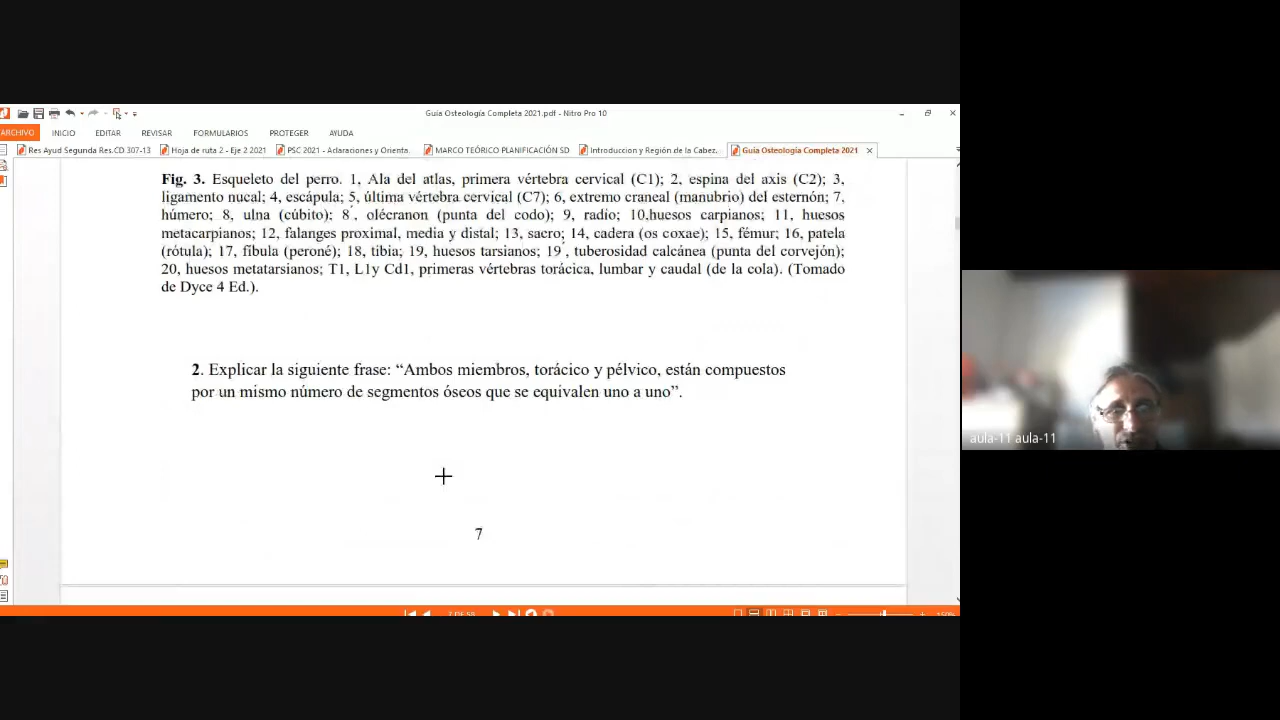 Guía Osteología Completa 2021.pdf - Nitro Pro 10
ARCHIVO INICIO EDITAR REVISAR FORMULARIOS PROTEGER AYUDA
Res Ayud Segunda Res.CD 307-13 Hoja de ruta 2 - Eje 2 2021 PSC 2021 - Aclaraciones y Orienta. MARCO TEÓRICO PLANIFICACIÓN SD Introduccion y Región de la Cabez. Guía Osteología Completa 2021
Fig. 3. Esqueleto del perro. 1, Ala del atlas, primera vértebra cervical (C1); 2, espina del axis (C2); 3,
ligamento nucal; 4, escápula; 5, última vértebra cervical (C7); 6, extremo craneal (manubrio) del esternón; 7,
húmero; 8, ulna (cúbito); 8´, olécranon (punta del codo); 9, radio; 10,huesos carpianos; 11, huesos
metacarpianos; 12, falanges proximal, media y distal; 13, sacro; 14, cadera (os coxae); 15, fémur; 16, patela
(rótula); 17, fíbula (peroné); 18, tibia; 19, huesos tarsianos; 19´, tuberosidad calcánea (punta del corvejón);
20, huesos metatarsianos; T1, L1y Cd1, primeras vértebras torácica, lumbar y caudal (de la cola). (Tomado
de Dyce 4 Ed.).
2. Explicar la siguiente frase: “Ambos miembros, torácico y pélvico, están compuestos
por un mismo número de segmentos óseos que se equivalen uno a uno”.
aula-11 aula-11
7
7 DE 59
150%